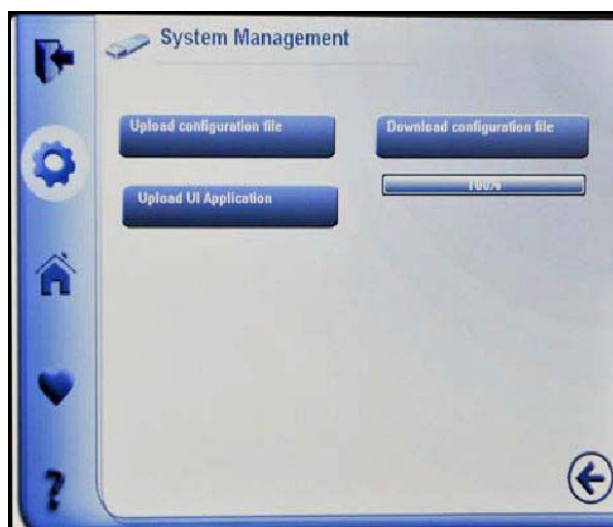 System Management
Upload configuration file
Download configuration file
100%
Upload UI Application
?